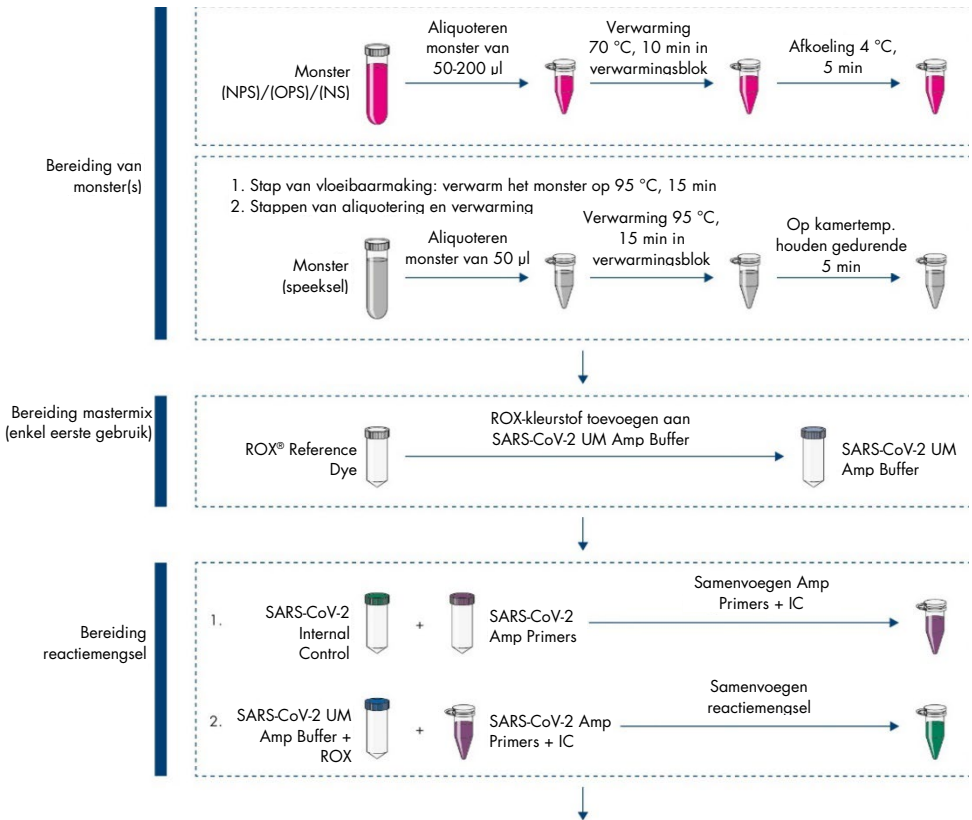 Bereiding van
monster(s)
Monster
(NPS)/(OPS)/(NS)
Aliquoteren
monster van
50-200 µl
Verwarming
70 °C, 10 min in
verwarmingsblok
Afkoeling 4 °C,
5 min
1. Stap van vloeibaarmaking: verwarm het monster op 95 °C, 15 min
2. Stappen van aliquotering en verwarming
Monster
(speeksel)
Aliquoteren
monster van 50 µl
Verwarming 95 °C,
15 min in
verwarmingsblok
Op kamertemp.
houden gedurende
5 min
Bereiding mastermix
(enkel eerste gebruik)
ROX® Reference
Dye
ROX-kleurstof toevoegen aan
SARS-CoV-2 UM Amp Buffer
SARS-CoV-2 UM
Amp Buffer
Bereiding
reactiemengsel
1.
SARS-CoV-2
Internal
Control
+
SARS-CoV-2
Amp Primers
Samenvoegen Amp
Primers + IC
2.
SARS-CoV-2 UM
Amp Buffer +
ROX
+
SARS-CoV-2 Amp
Primers + IC
Samenvoegen
reactiemengsel